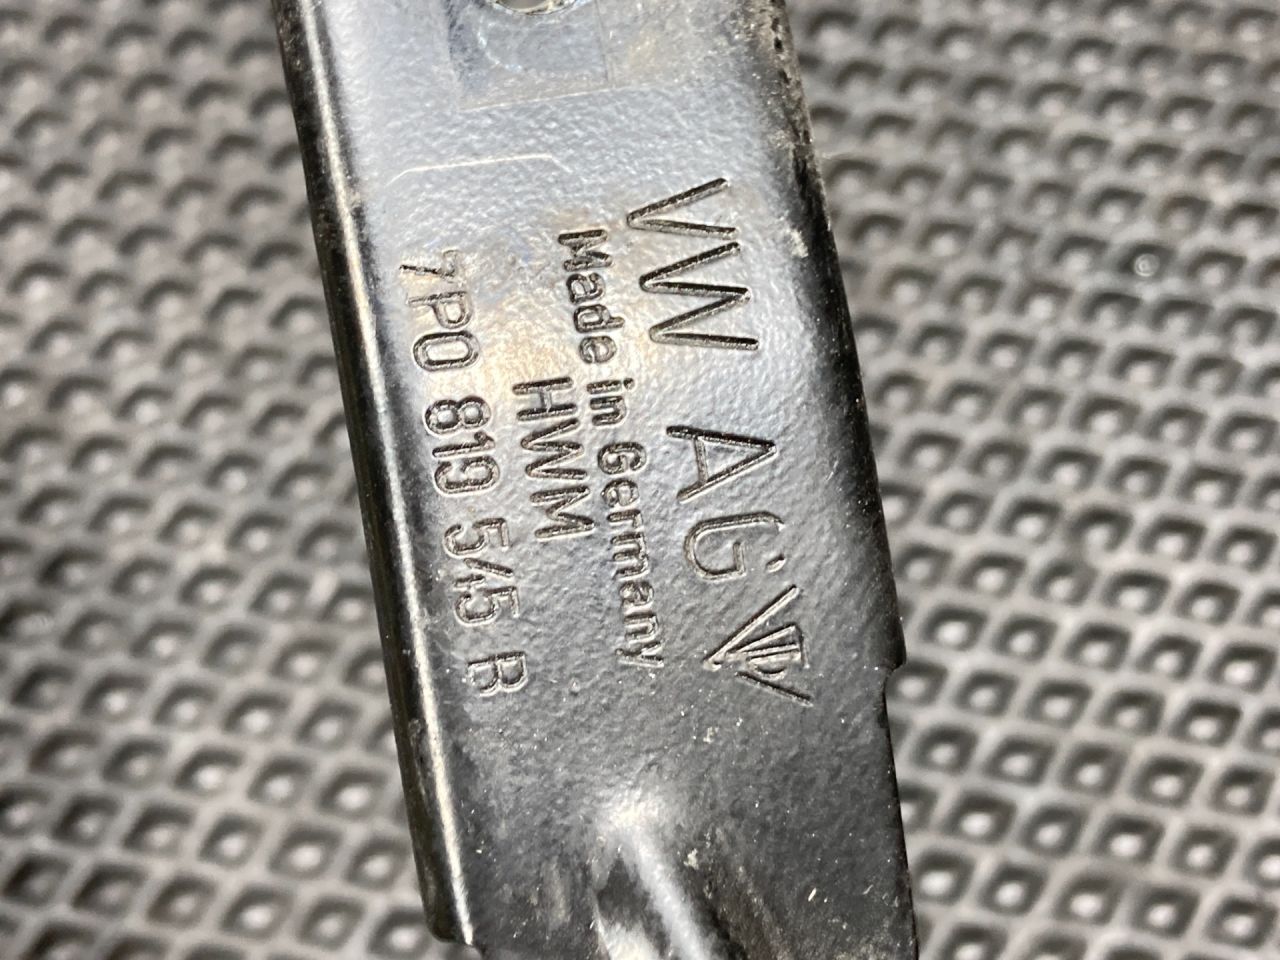 VW AG
Made in Germany
HWM
7P0 819 545 B